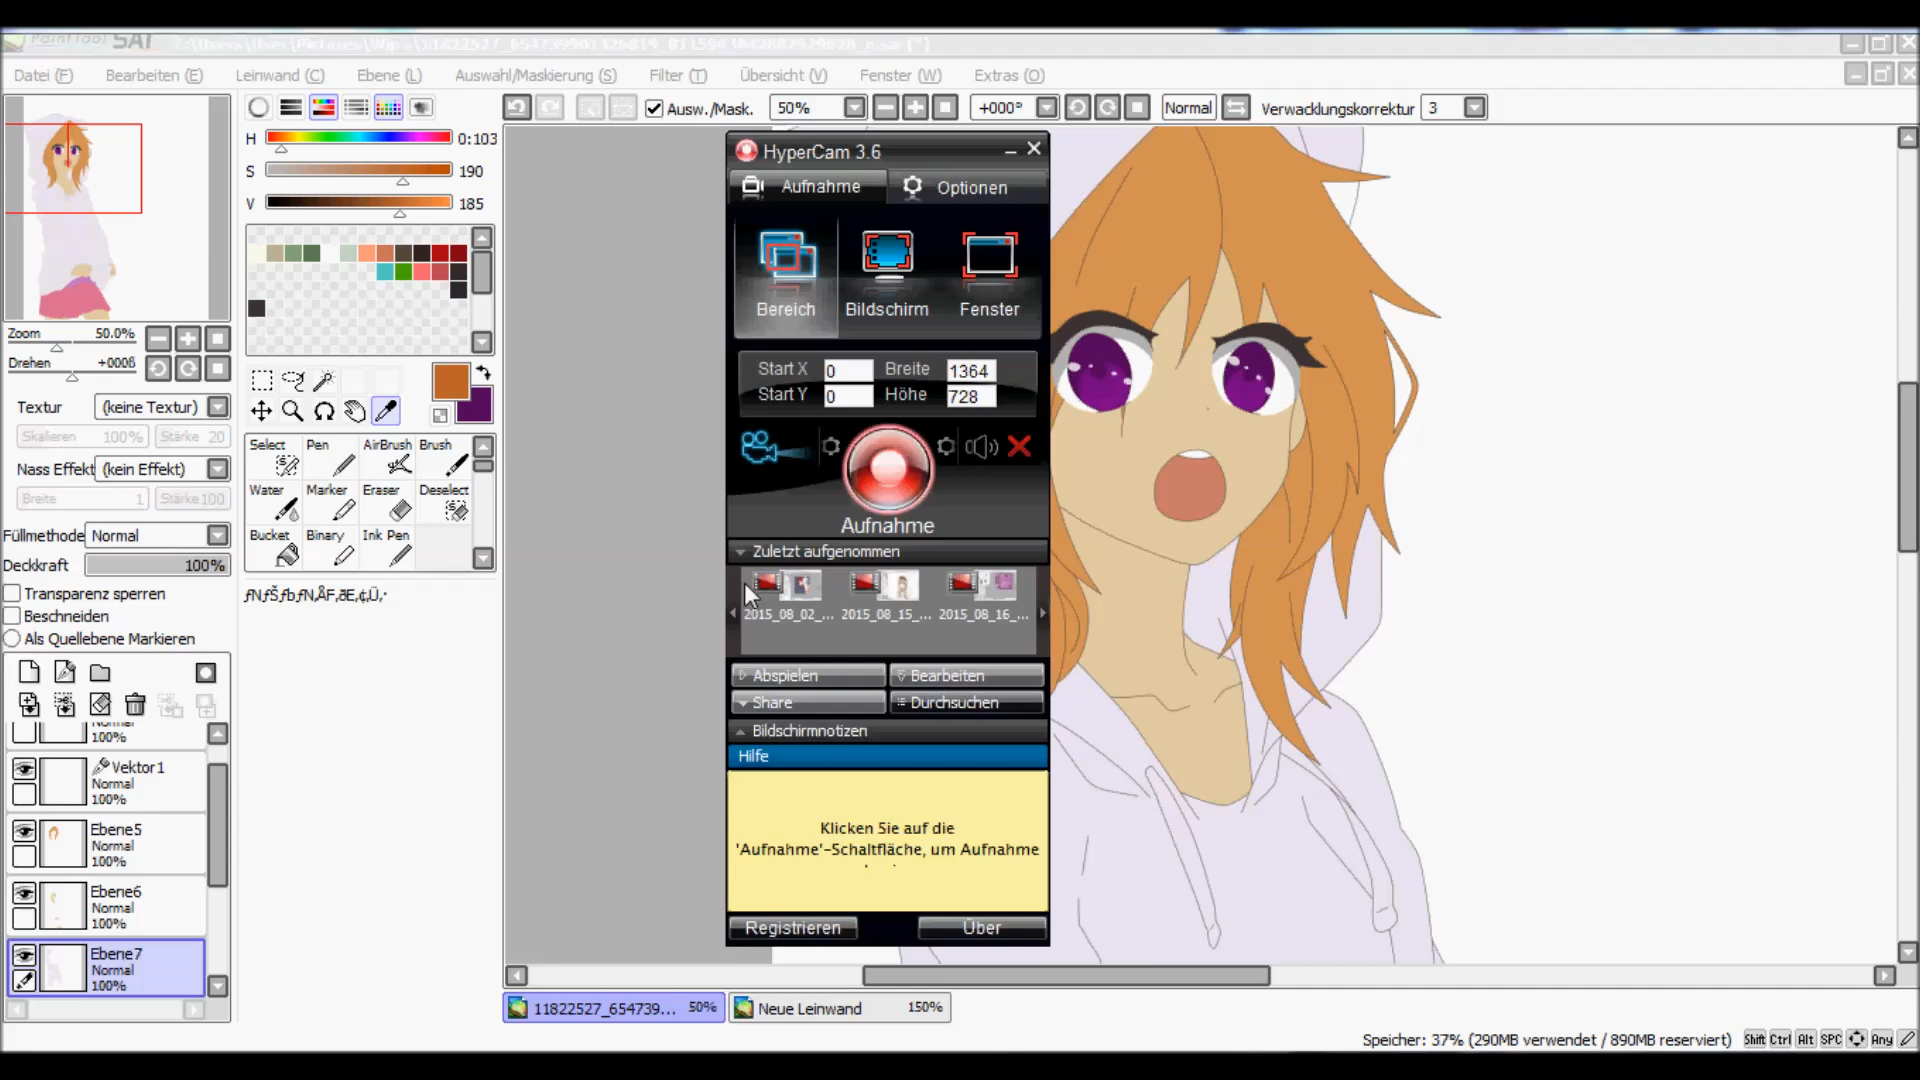 PaintTool SAI
Datei (F) Bearbeiten (E) Leinwand (C) Ebene (L) Auswahl/Maskierung (S) Filter (T) Übersicht (V) Fenster (W) Extras (O)
Ausw./Mask. 50% +000° Normal Verwacklungskorrektur 3
H 0:103
S 190
V 185
Zoom 50.0%
Drehen +000ß
Textur (keine Textur)
Skalieren 100% Stärke 20
Nass Effekt (kein Effekt)
Breite 1 Stärke 100
Füllmethode Normal
Deckkraft 100%
Transparenz sperren
Beschneiden
Als Quellebene Markieren
Normal
100%
Vektor1
Normal
100%
Ebene5
Normal
100%
Ebene6
Normal
100%
Ebene7
Normal
100%
Select Pen AirBrush Brush
Water Marker Eraser Deselect
Bucket Binary Ink Pen
HyperCam 3.6
Aufnahme Optionen
Bereich Bildschirm Fenster
Start X 0 Breite 1364
Start Y 0 Höhe 728
Aufnahme
Zuletzt aufgenommen
2015_08_02_... 2015_08_15_... 2015_08_16_...
Abspielen Bearbeiten
Share Durchsuchen
Bildschirmnotizen
Hilfe
Klicken Sie auf die
'Aufnahme'-Schaltfläche, um Aufnahme
Registrieren Über
11822527_654739... 50% Neue Leinwand 150%
Speicher: 37% (290MB verwendet / 890MB reserviert) Shift Ctrl Alt SPC Any